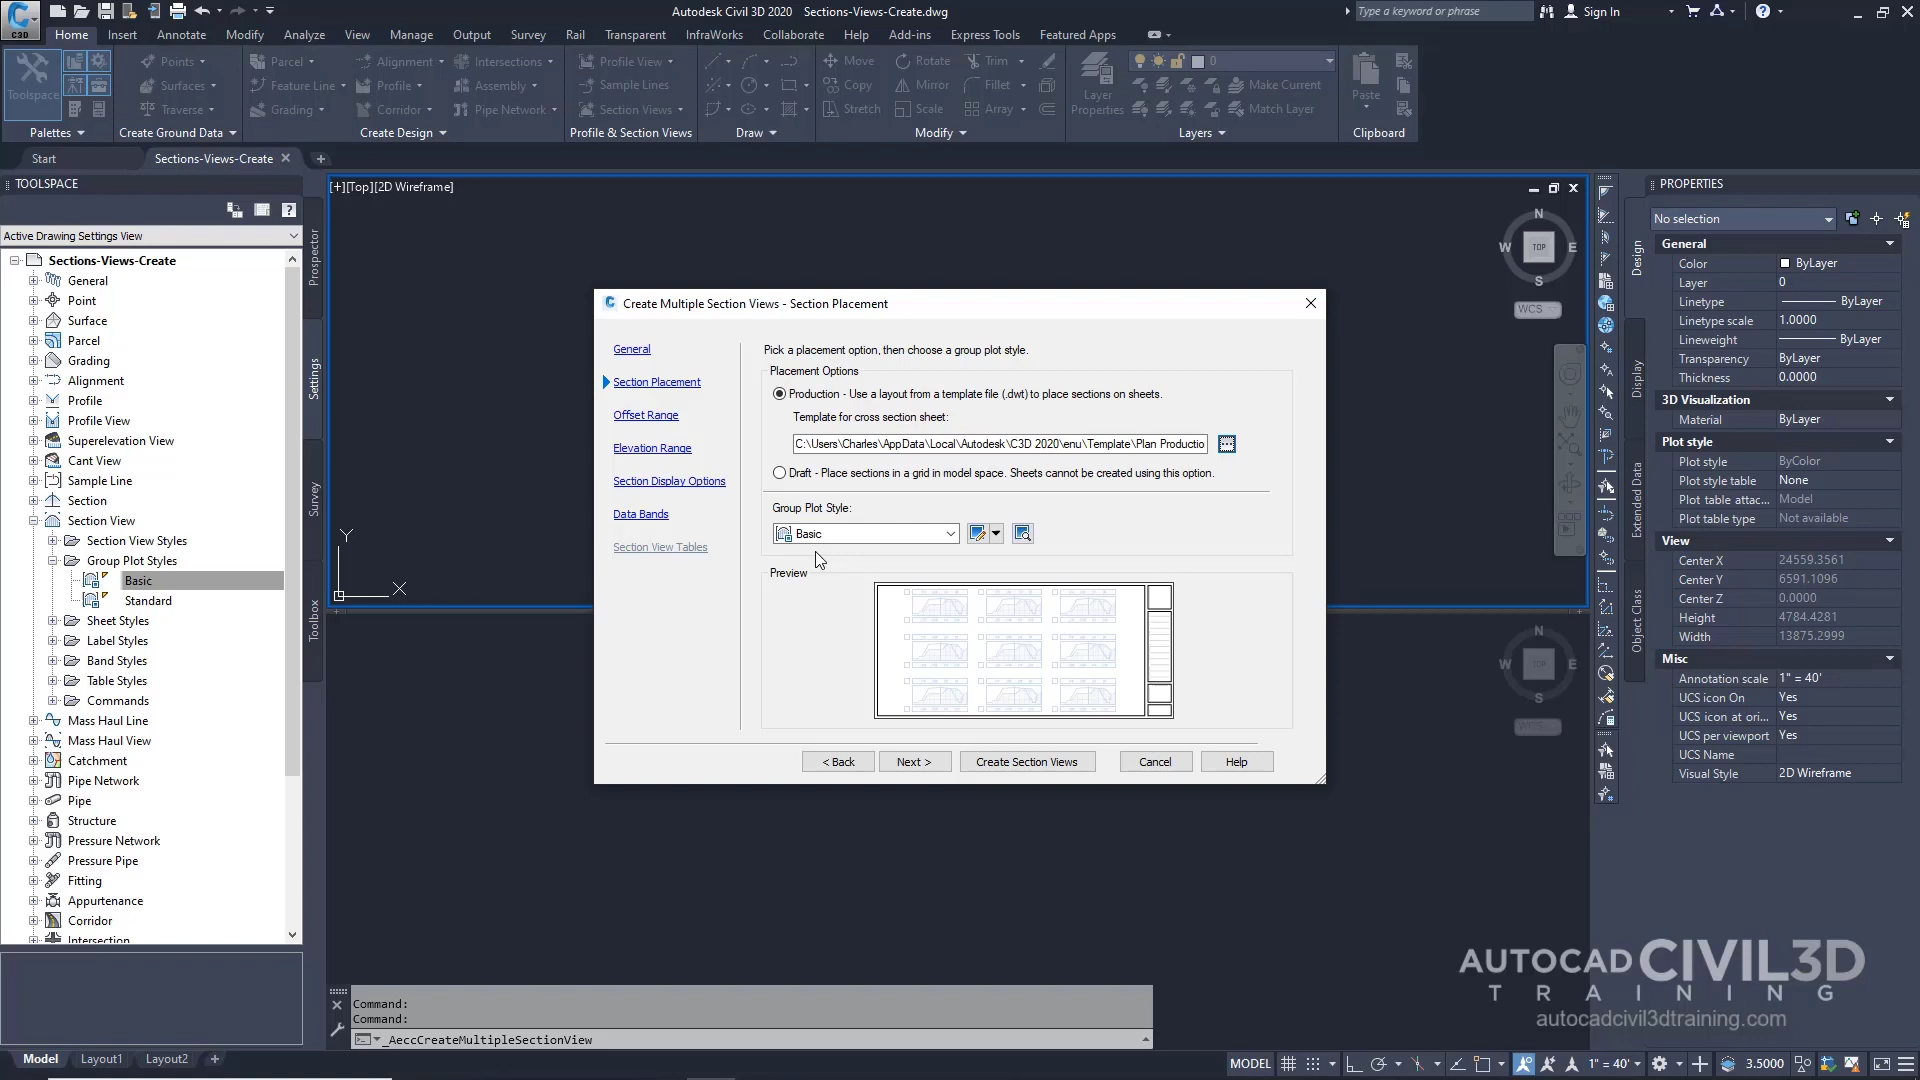 Autodesk Civil 3D 2020 Sections-Views-Create.dwg
Type a keyword or phrase
Sign In
C3D
Home Insert Annotate Modify Analyze View Manage Output Survey Rail Transparent InfraWorks Collaborate Help Add-ins Express Tools Featured Apps
Toolspace
Points
Surfaces
Traverse
Parcel
Feature Line
Grading
Alignment
Profile
Corridor
Intersections
Assembly
Pipe Network
Profile View
Sample Lines
Section Views
Move
Copy
Stretch
Rotate
Mirror
Scale
Trim
Fillet
Array
Layer
Properties
0
Make Current
Match Layer
Paste
Palettes Create Ground Data Create Design Profile & Section Views Draw Modify Layers Clipboard
Start Sections-Views-Create
TOOLSPACE
Active Drawing Settings View
Sections-Views-Create
General
Point
Surface
Parcel
Grading
Alignment
Profile
Profile View
Superelevation View
Cant View
Sample Line
Section
Section View
Section View Styles
Group Plot Styles
Basic
Standard
Sheet Styles
Label Styles
Band Styles
Table Styles
Commands
Mass Haul Line
Mass Haul View
Catchment
Pipe Network
Pipe
Structure
Pressure Network
Pressure Pipe
Fitting
Appurtenance
Corridor
Intersection
Prospector
Settings
Survey
Toolbox
[+][Top][2D Wireframe]
N
W TOP E
S
WCS
Y
X
Create Multiple Section Views - Section Placement
General
Section Placement
Offset Range
Elevation Range
Section Display Options
Data Bands
Section View Tables
Pick a placement option, then choose a group plot style.
Placement Options
Production - Use a layout from a template file (.dwt) to place sections on sheets.
Template for cross section sheet:
C:\Users\Charles\AppData\Local\Autodesk\C3D 2020\enu\Template\Plan Productio
Draft - Place sections in a grid in model space. Sheets cannot be created using this option.
Group Plot Style:
Basic
Preview
< Back Next > Create Section Views Cancel Help
N
W TOP E
S
Command:
Command:
_AeccCreateMultipleSectionView
PROPERTIES
No selection
General
Color ByLayer
Layer 0
Linetype ByLayer
Linetype scale 1.0000
Lineweight ByLayer
Transparency ByLayer
Thickness 0.0000
3D Visualization
Material ByLayer
Plot style
Plot style ByColor
Plot style table None
Plot table attac... Model
Plot table type Not available
View
Center X 24559.3561
Center Y 6591.1096
Center Z 0.0000
Height 4784.4281
Width 13875.2999
Misc
Annotation scale 1" = 40'
UCS icon On Yes
UCS icon at ori... Yes
UCS per viewport Yes
UCS Name
Visual Style 2D Wireframe
Design
Display
Extended Data
Object Class
AUTOCAD CIVIL3D
TRAINING
autocadcivil3dtraining.com
Model Layout1 Layout2
MODEL 1" = 40' 3.5000